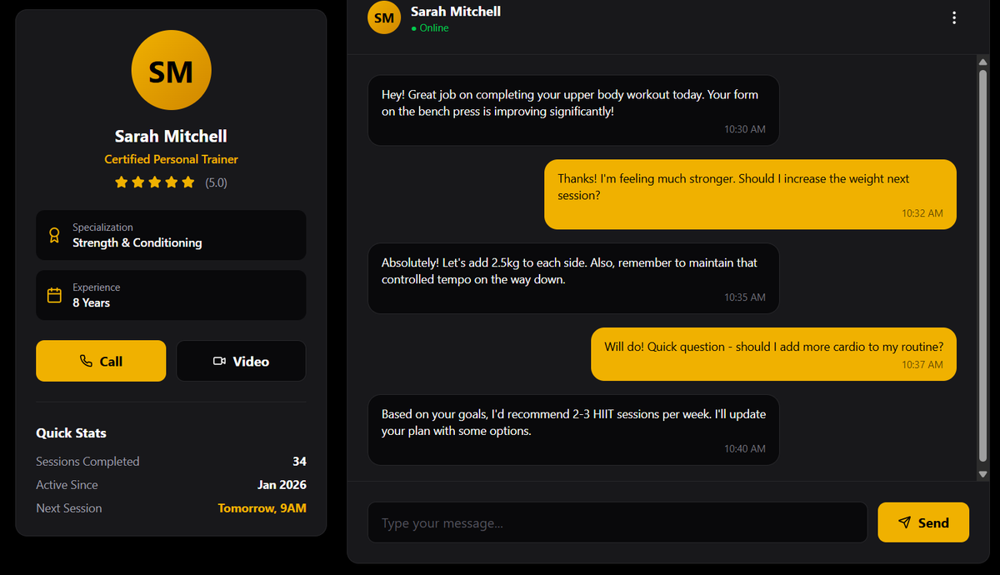 SM
Sarah Mitchell
Certified Personal Trainer
(5.0)
Specialization
Strength & Conditioning
Experience
8 Years
Call
Video
Quick Stats
Sessions Completed
34
Active Since
Jan 2026
Next Session
Tomorrow, 9AM
SM
Sarah Mitchell
Online
Hey! Great job on completing your upper body workout today. Your form
on the bench press is improving significantly!
10:30 AM
Thanks! I'm feeling much stronger. Should I increase the weight next
session?
10:32 AM
Absolutely! Let's add 2.5kg to each side. Also, remember to maintain that
controlled tempo on the way down.
10:35 AM
Will do! Quick question - should I add more cardio to my routine?
10:37 AM
Based on your goals, I'd recommend 2-3 HIIT sessions per week. I'll update
your plan with some options.
10:40 AM
Type your message...
Send